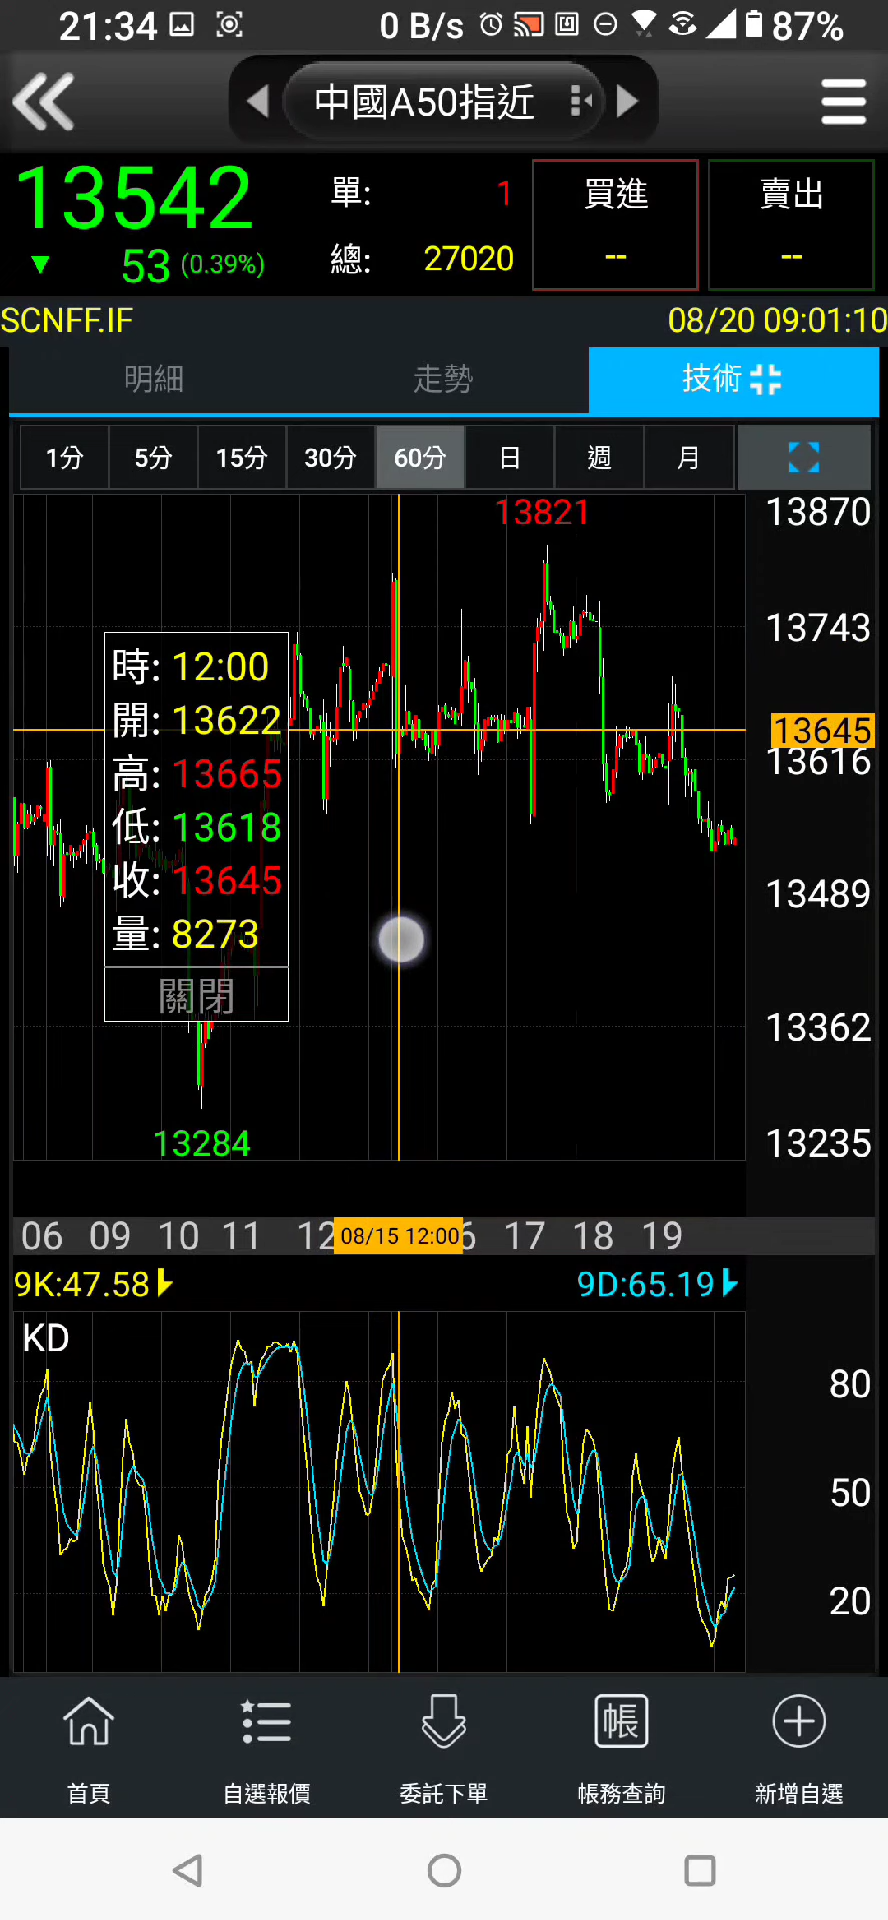 21:34 0 B/s 87%
中國A50指近
13542 單: 1 買進 賣出
▼ 53 (0.39%) 總: 27020 -- --
SCNFF.IF 08/20 09:01:10
明細 走勢 技術
1分 5分 15分 30分 60分 日 週 月
13870
13821
13743
13645
13616
13489
13362
13235
時: 12:00
開: 13622
高: 13665
低: 13618
收: 13645
量: 8273
關閉
13284
06 09 10 11 12 08/15 12:00 6 17 18 19
9K:47.58 9D:65.19
KD
80
50
20
首頁 自選報價 委託下單 帳 帳務查詢 新增自選